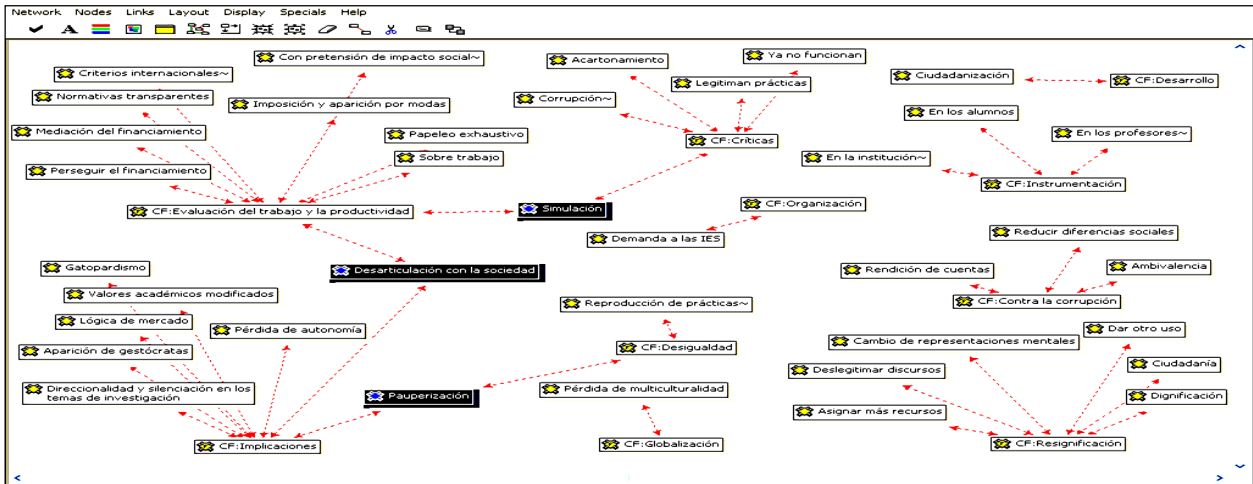 Network Nodes Links Layout Display Specials Help
A
Con pretensión de impacto social~
Acartonamiento
Ya no funcionan
Criterios internacionales~
Legitiman prácticas
Ciudadanización
CF:Desarrollo
Normativas transparentes
Imposición y aparición por modas
Corrupción~
En los alumnos
Mediación del financiamiento
Papeleo exhaustivo
CF:Críticas
En los profesores~
Sobre trabajo
En la institución~
Perseguir el financiamiento
CF:Instrumentación
CF:Evaluación del trabajo y la productividad
Simulación
CF:Organización
Demanda a las IES
Reducir diferencias sociales
Gatopardismo
Desarticulación con la sociedad
Rendición de cuentas
Ambivalencia
Valores académicos modificados
Reproducción de prácticas~
CF:Contra la corrupción
Lógica de mercado
Pérdida de autonomía
Dar otro uso
Aparición de gestócratas
CF:Desigualdad
Cambio de representaciones mentales
Deslegitimar discursos
Ciudadanía
Direccionalidad y silenciación en los
temas de investigación
Pauperización
Pérdida de multiculturalidad
Dignificación
Asignar más recursos
CF:Implicaciones
CF:Globalización
CF:Resignificación